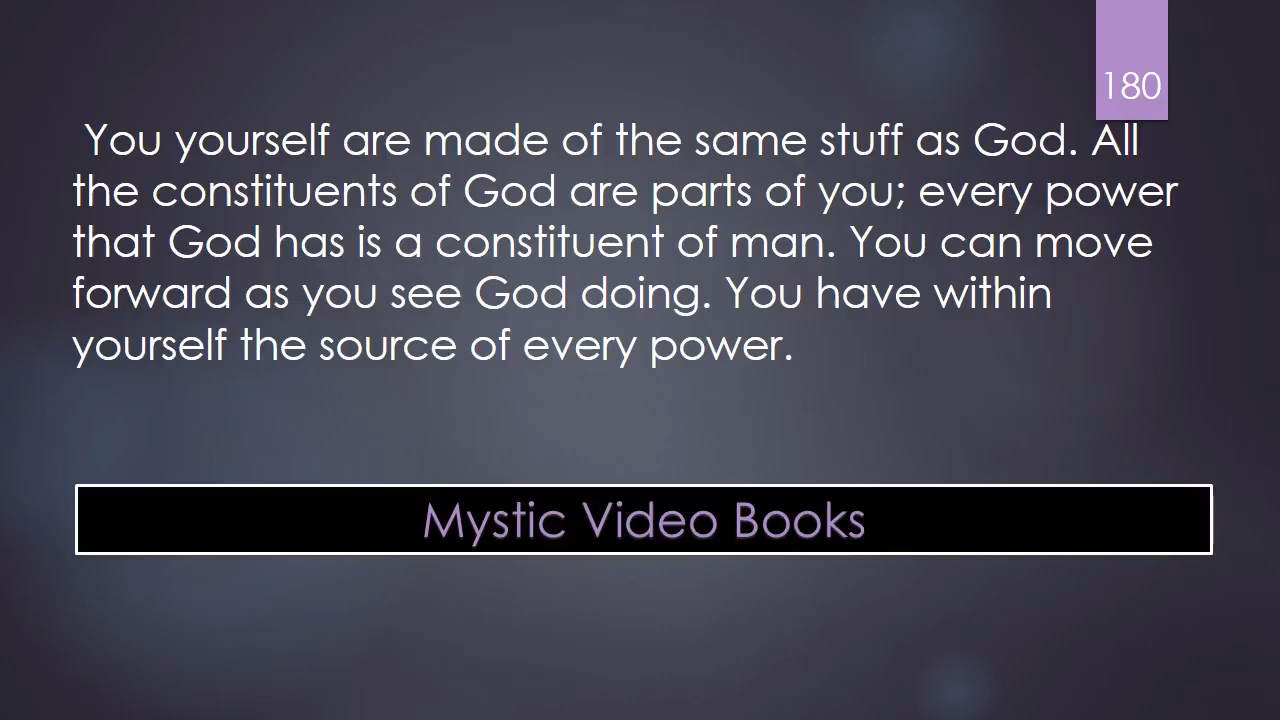 180
You yourself are made of the same stuff as God. All
the constituents of God are parts of you; every power
that God has is a constituent of man. You can move
forward as you see God doing. You have within
yourself the source of every power.
Mystic Video Books